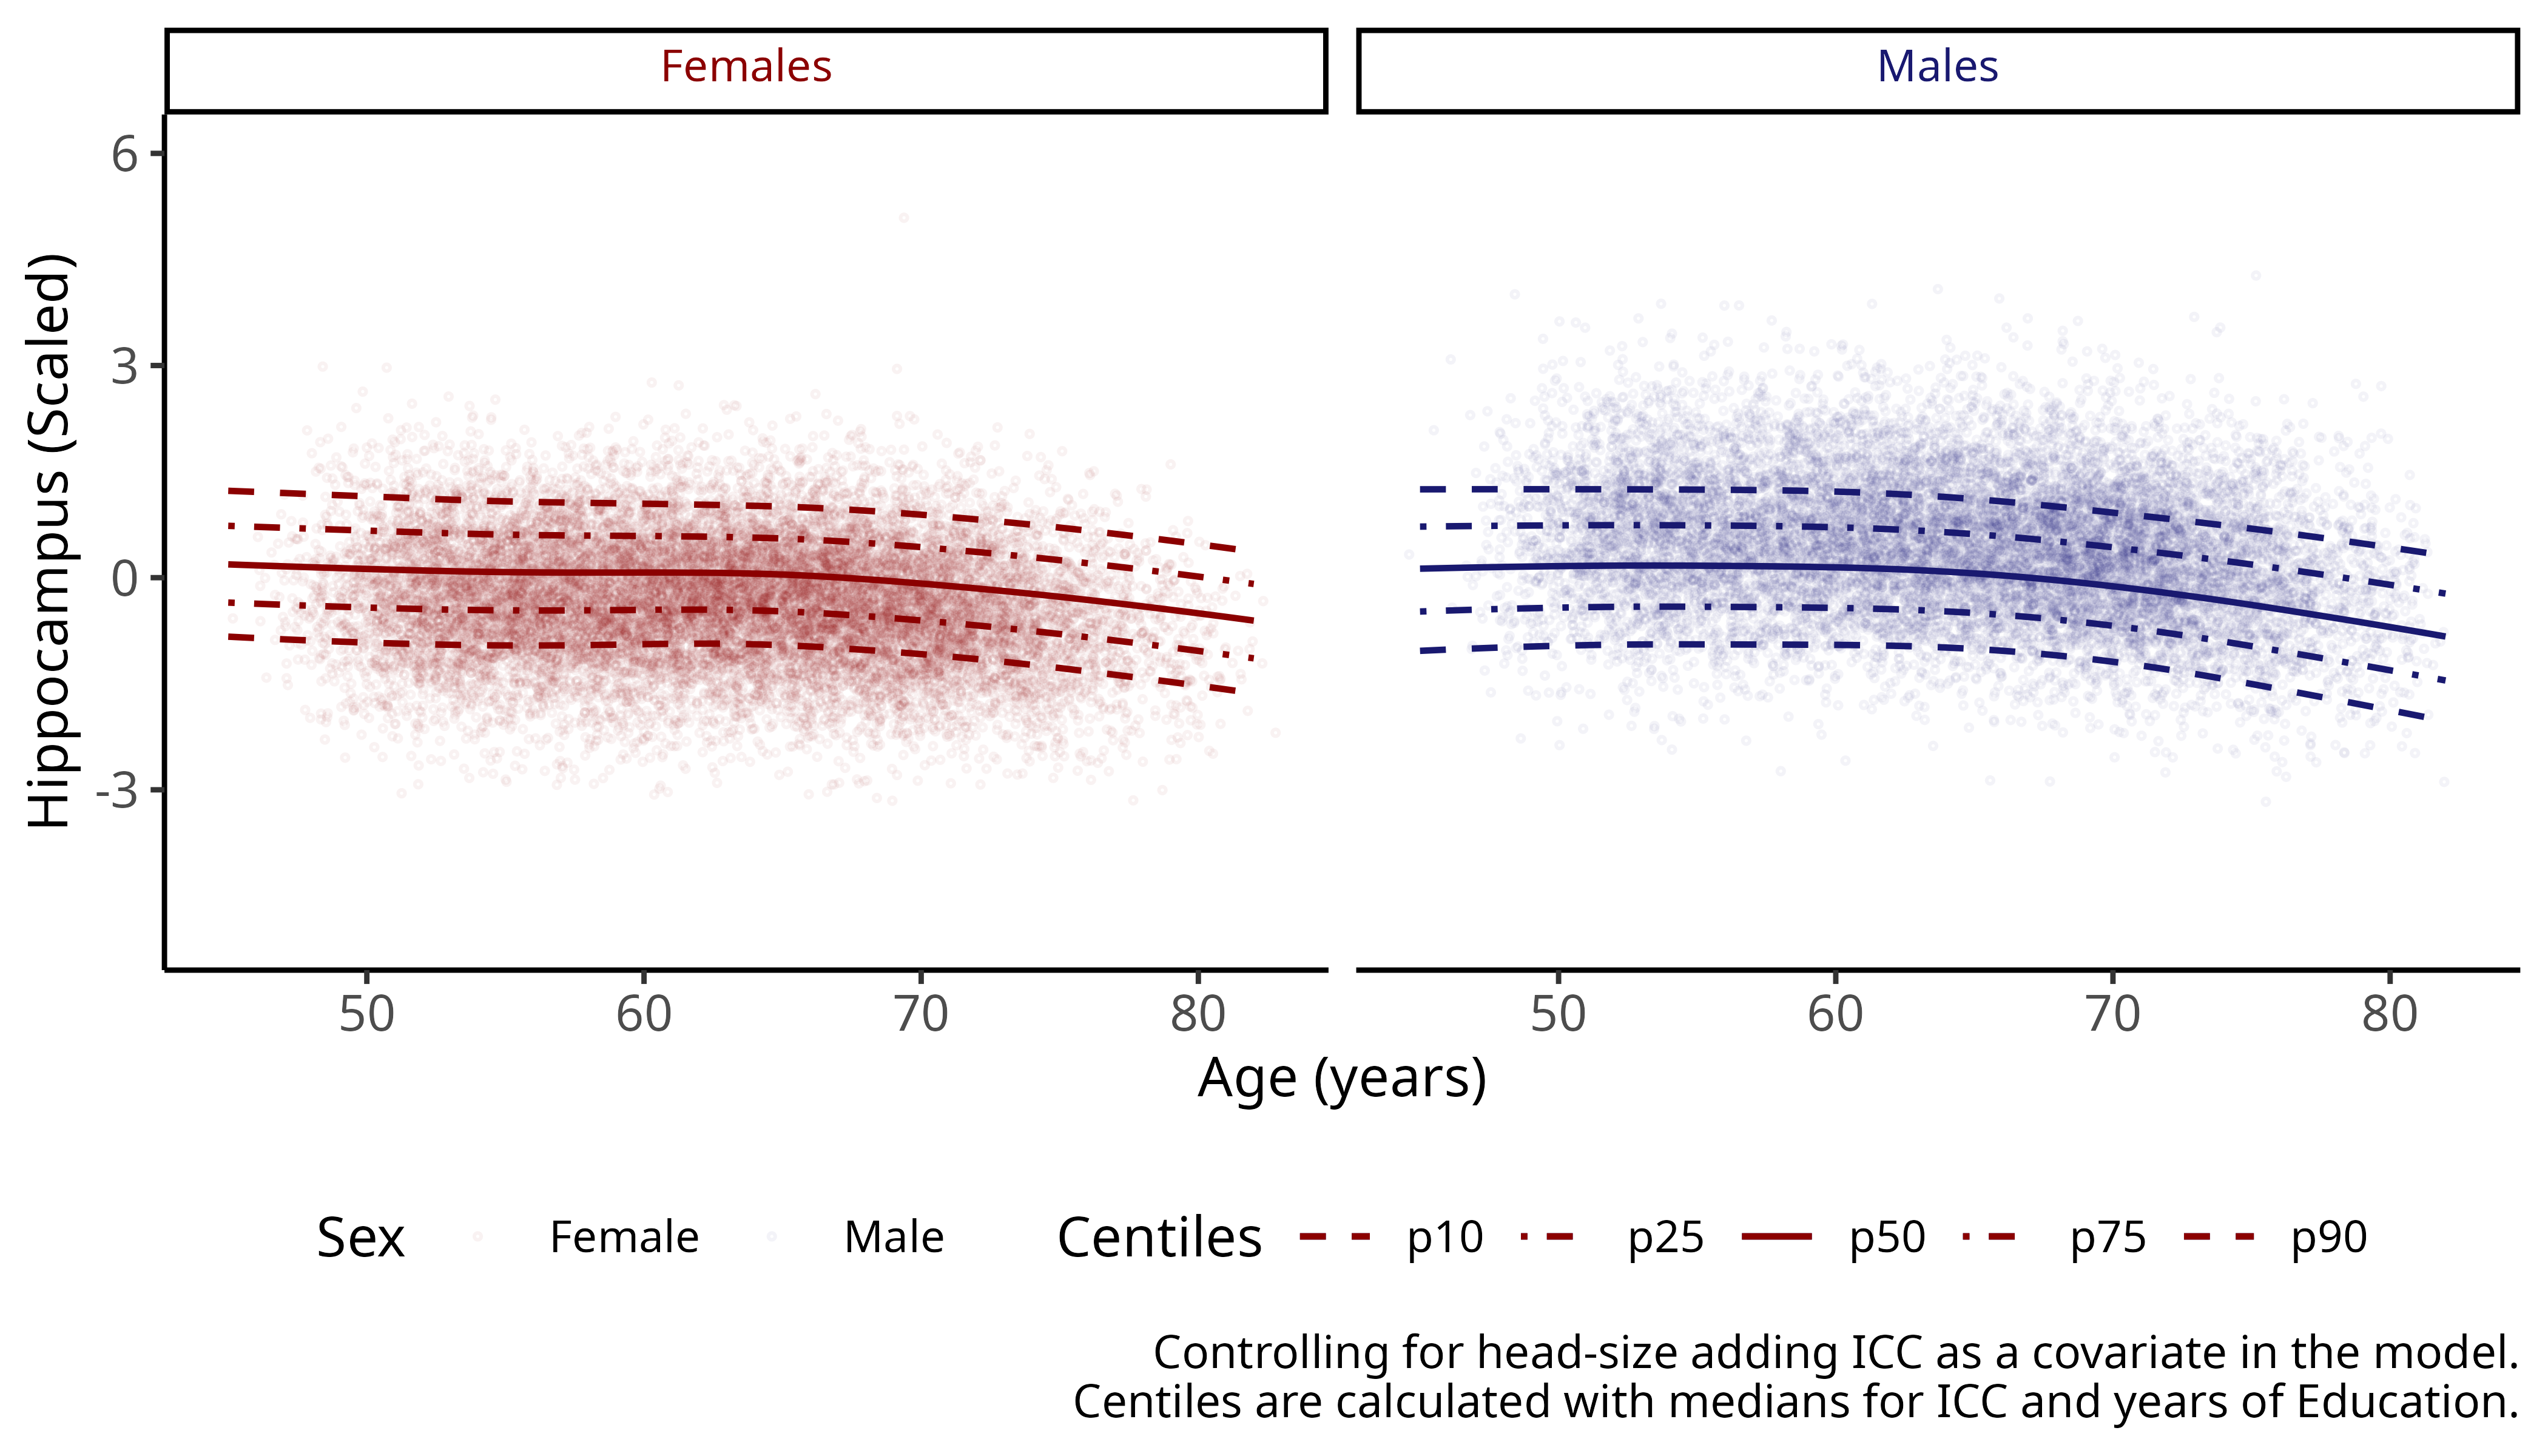 Females
Males
Hippocampus (Scaled)
6
3
0
-3
50 60 70 80
50 60 70 80
Age (years)
Sex Female Male Centiles p10 p25 p50 p75 p90
Controlling for head-size adding ICC as a covariate in the model.
Centiles are calculated with medians for ICC and years of Education.